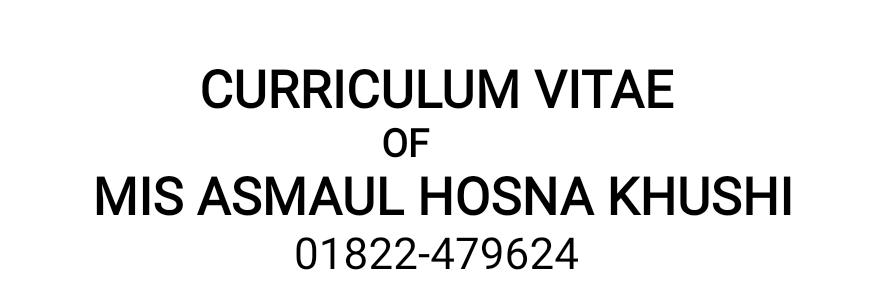 CURRICULUM VITAE
OF
MIS ASMAUL HOSNA KHUSHI
01822-479624